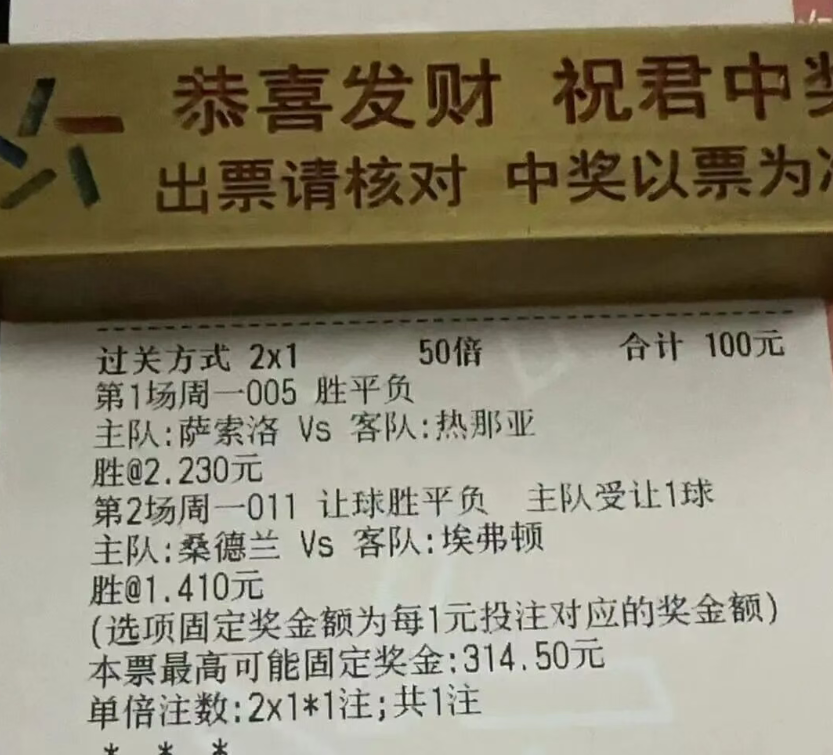 恭喜发财 祝君中奖
出票请核对 中奖以票为
过关方式 2x1 50倍 合计 100元
第1场周一005 胜平负
主队:萨索洛 Vs 客队:热那亚
胜@2.230元
第2场周一011 让球胜平负 主队受让1球
主队:桑德兰 Vs 客队:埃弗顿
胜@1.410元
(选项固定奖金额为每1元投注对应的奖金额)
本票最高可能固定奖金:314.50元
单倍注数:2x1*1注;共1注
* * *